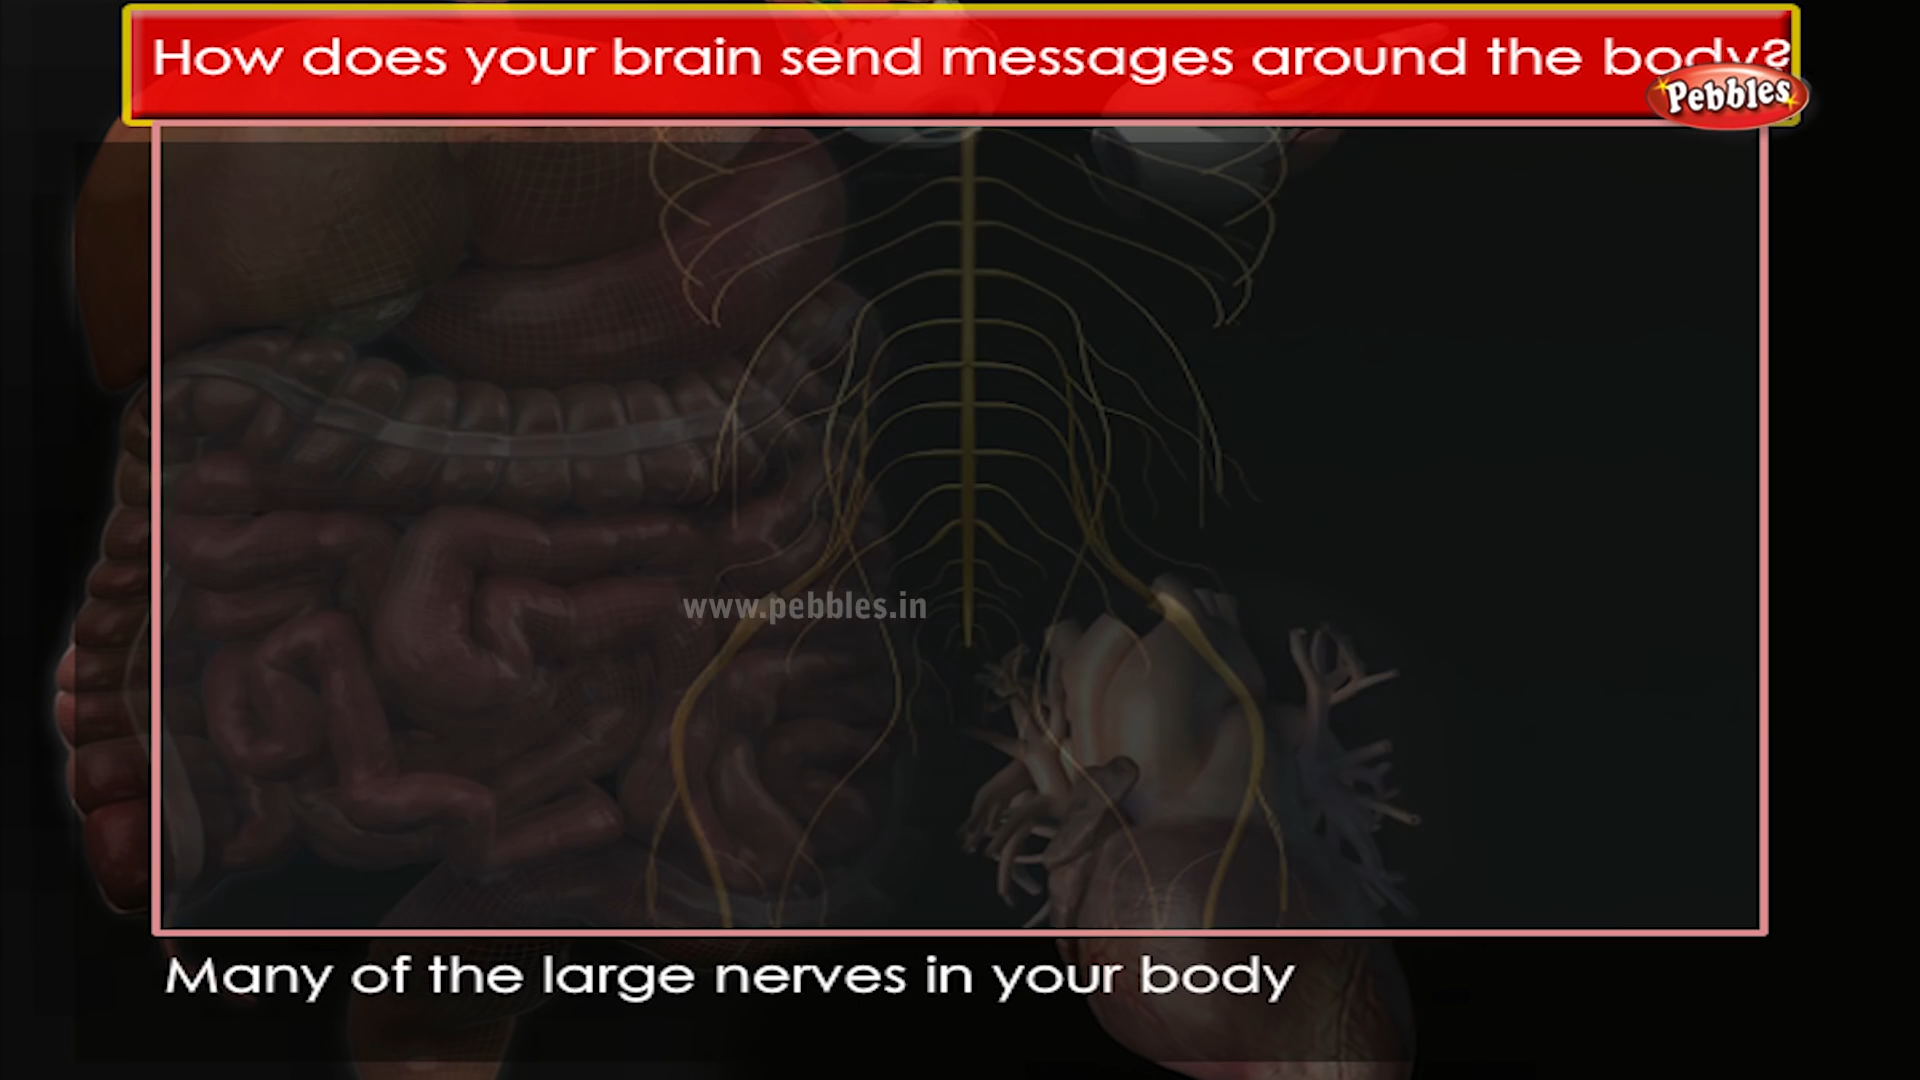 How does your brain send messages around the body?
Pebbles
www.pebbles.in
Many of the large nerves in your body